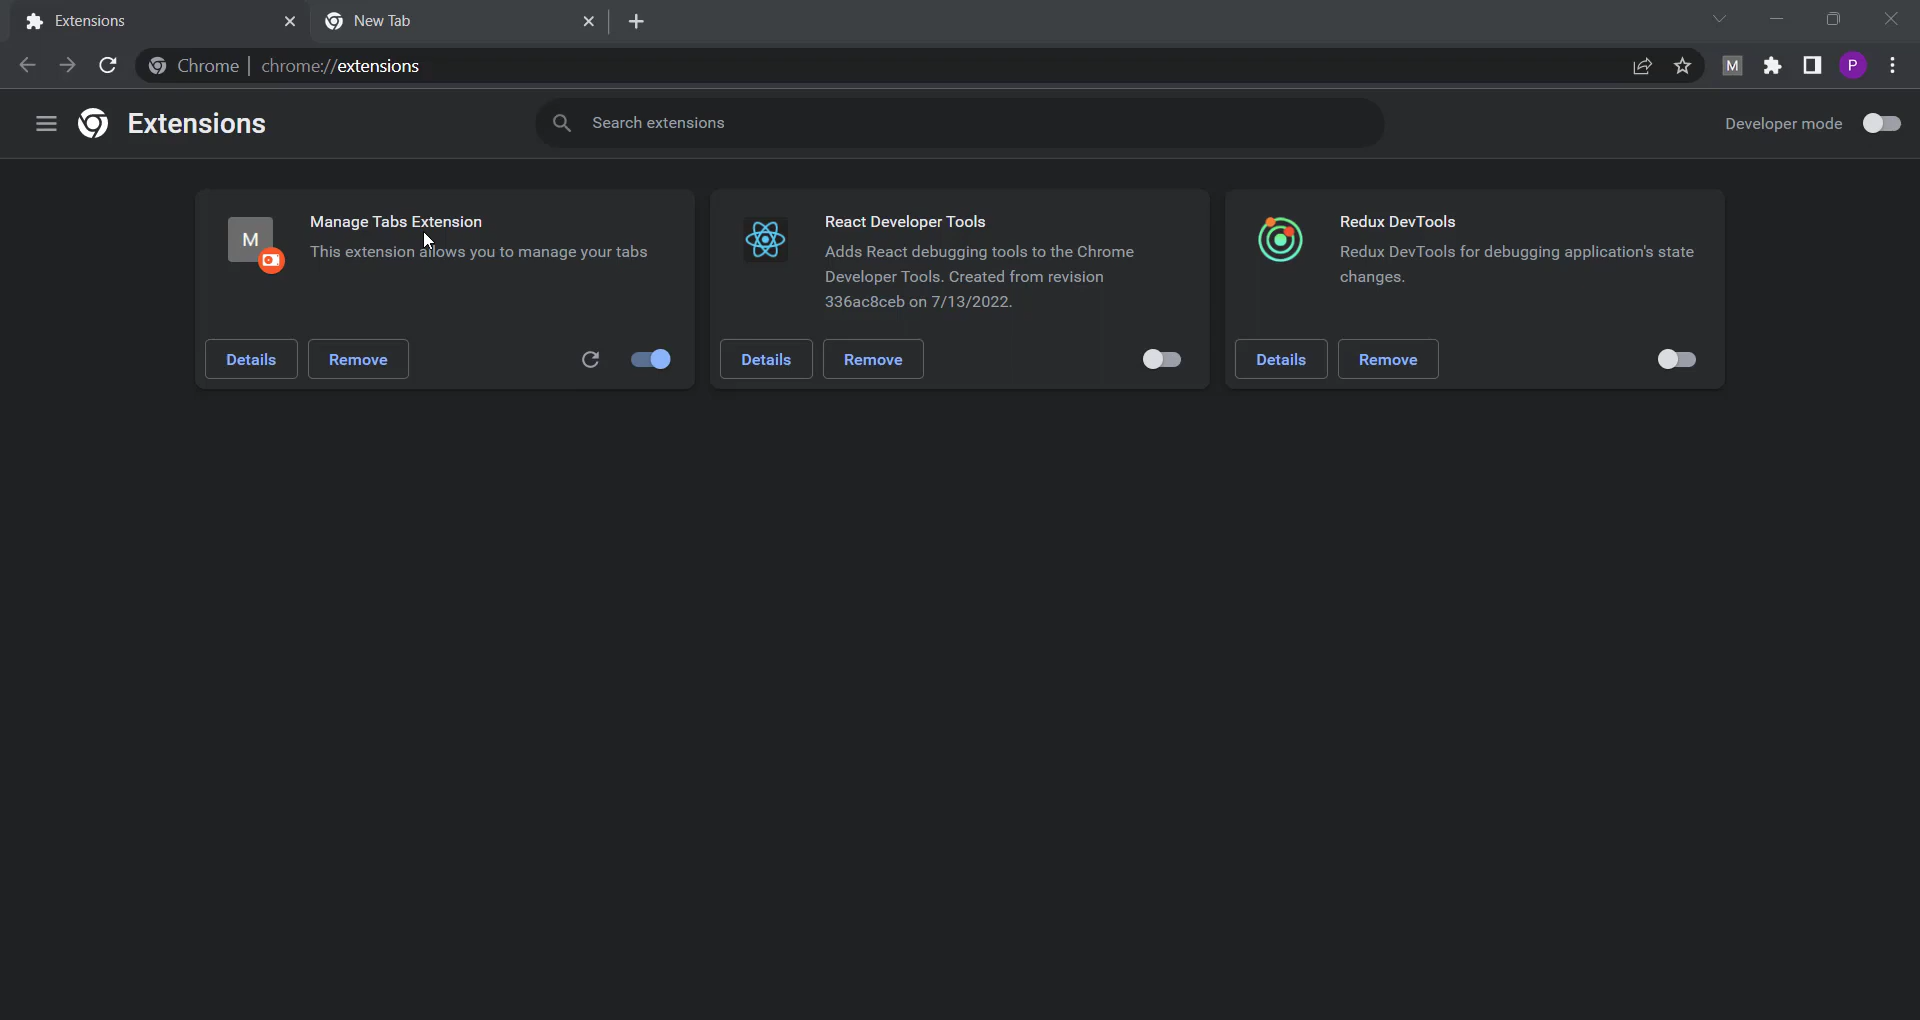 Extensions
New Tab
Chrome
chrome://extensions
M
P
Extensions
Search extensions
Developer mode
M
Manage Tabs Extension
This extension allows you to manage your tabs
Details
Remove
React Developer Tools
Adds React debugging tools to the Chrome
Developer Tools. Created from revision
336ac8ceb on 7/13/2022.
Details
Remove
Redux DevTools
Redux DevTools for debugging application's state
changes.
Details
Remove